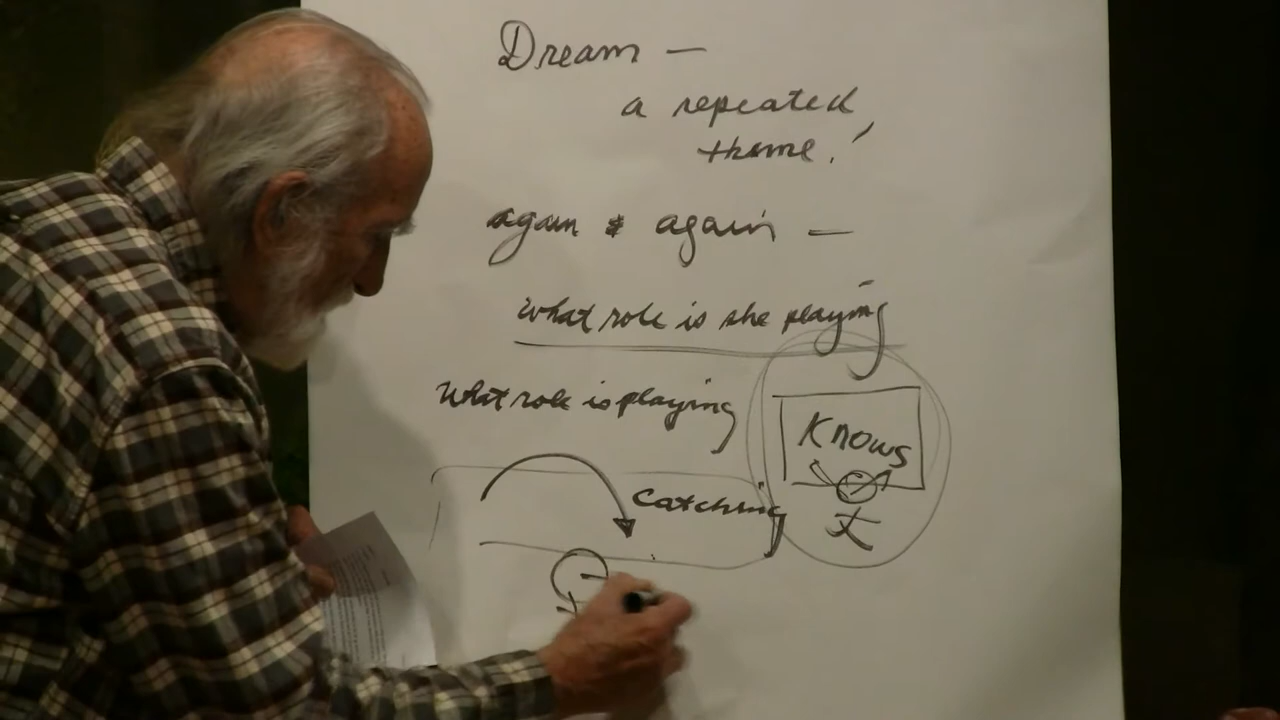 Dream —
a repeated
theme!
again & again —
What role is she playing
What role is playing
Knows
Catching